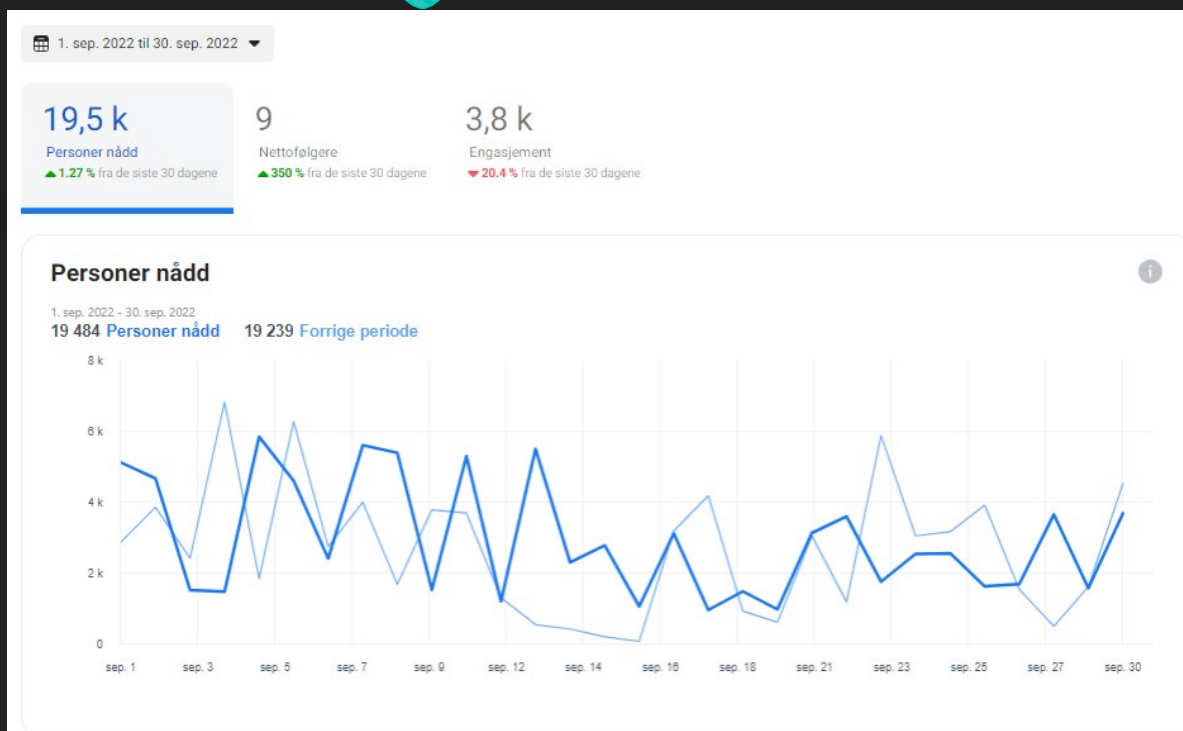 1. sep. 2022 til 30. sep. 2022
19,5 k
Personer nådd
1.27 % fra de siste 30 dagene
9
Nettofølgere
350 % fra de siste 30 dagene
3,8 k
Engasjement
20.4 % fra de siste 30 dagene
Personer nådd
1. sep. 2022 - 30. sep. 2022
19 484 Personer nådd 19 239 Forrige periode
8 k
6 k
4 k
2 k
0
sep. 1 sep. 3 sep. 5 sep. 7 sep. 9 sep. 12 sep. 14 sep. 16 sep. 18 sep. 21 sep. 23 sep. 25 sep. 27 sep. 30